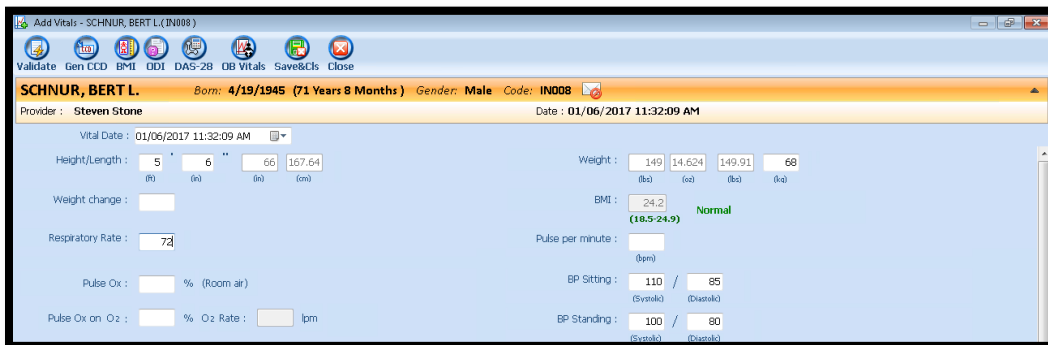 Add Vitals - SCHNUR, BERT L.( IN008 )
Validate Gen CCD BMI ODI DAS-28 OB Vitals Save&Cls Close
SCHNUR, BERT L. Born: 4/19/1945 (71 Years 8 Months ) Gender: Male Code: IN008
Provider : Steven Stone Date : 01/06/2017 11:32:09 AM
Vital Date : 01/06/2017 11:32:09 AM
Height/Length : 5 ' 6 " 66 167.64 Weight : 149 14.624 149.91 68
(ft) (in) (in) (cm) (lbs) (oz) (lbs) (kg)
Weight change : BMI : 24.2 Normal
(18.5-24.9)
Respiratory Rate : 72 Pulse per minute :
(bpm)
Pulse Ox : % (Room air) BP Sitting : 110 / 85
(Systolic) (Diastolic)
Pulse Ox on O2 : % O2 Rate : lpm BP Standing : 100 / 80
(Systolic) (Diastolic)